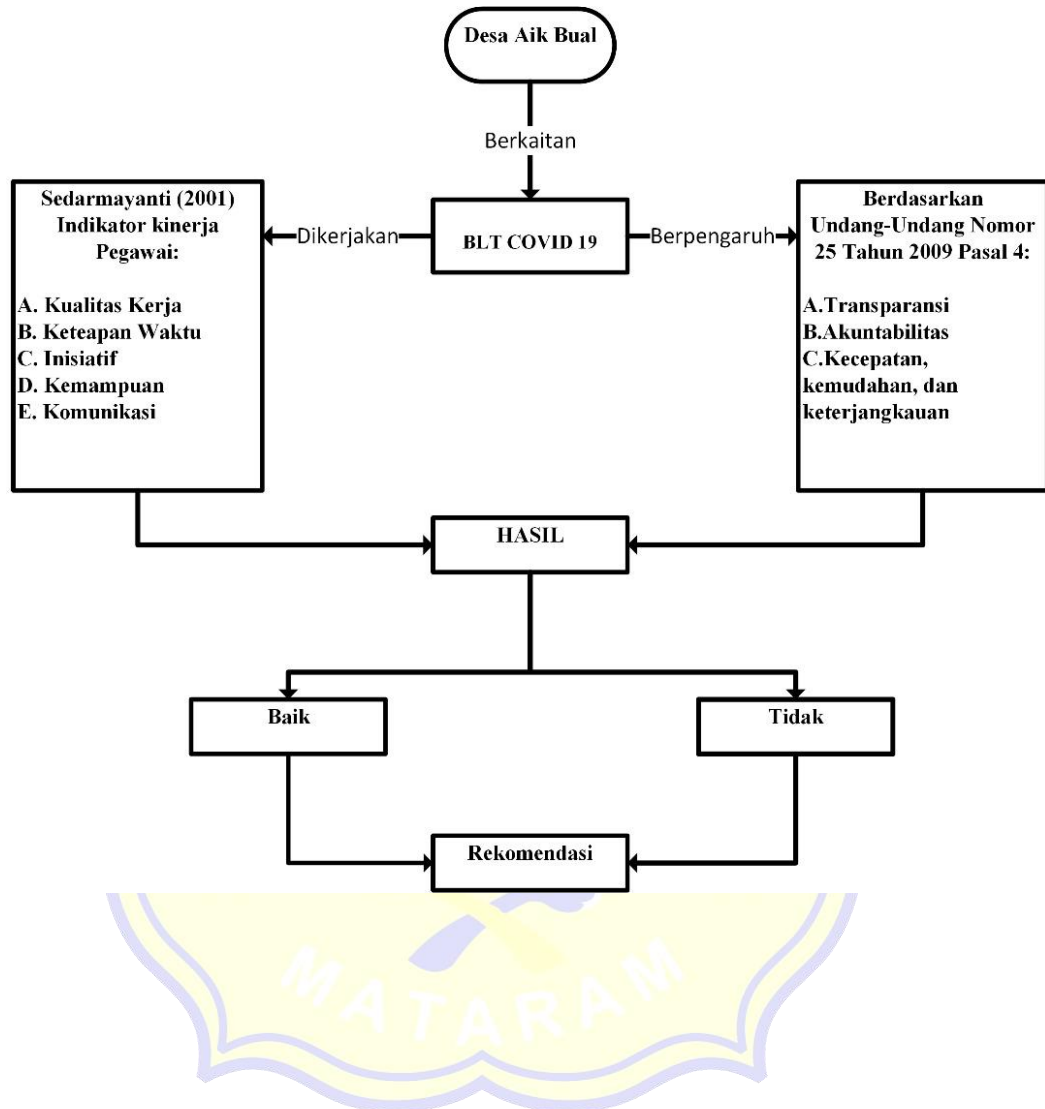 Desa Aik Bual
Berkaitan
Sedarmayanti (2001)
Indikator kinerja
Pegawai:
A. Kualitas Kerja
B. Keteapan Waktu
C. Inisiatif
D. Kemampuan
E. Komunikasi
Dikerjakan
BLT COVID 19
Berpengaruh
Berdasarkan
Undang-Undang Nomor
25 Tahun 2009 Pasal 4:
A.Transparansi
B.Akuntabilitas
C.Kecepatan,
kemudahan, dan
keterjangkauan
HASIL
Baik
Tidak
Rekomendasi
MATARAM